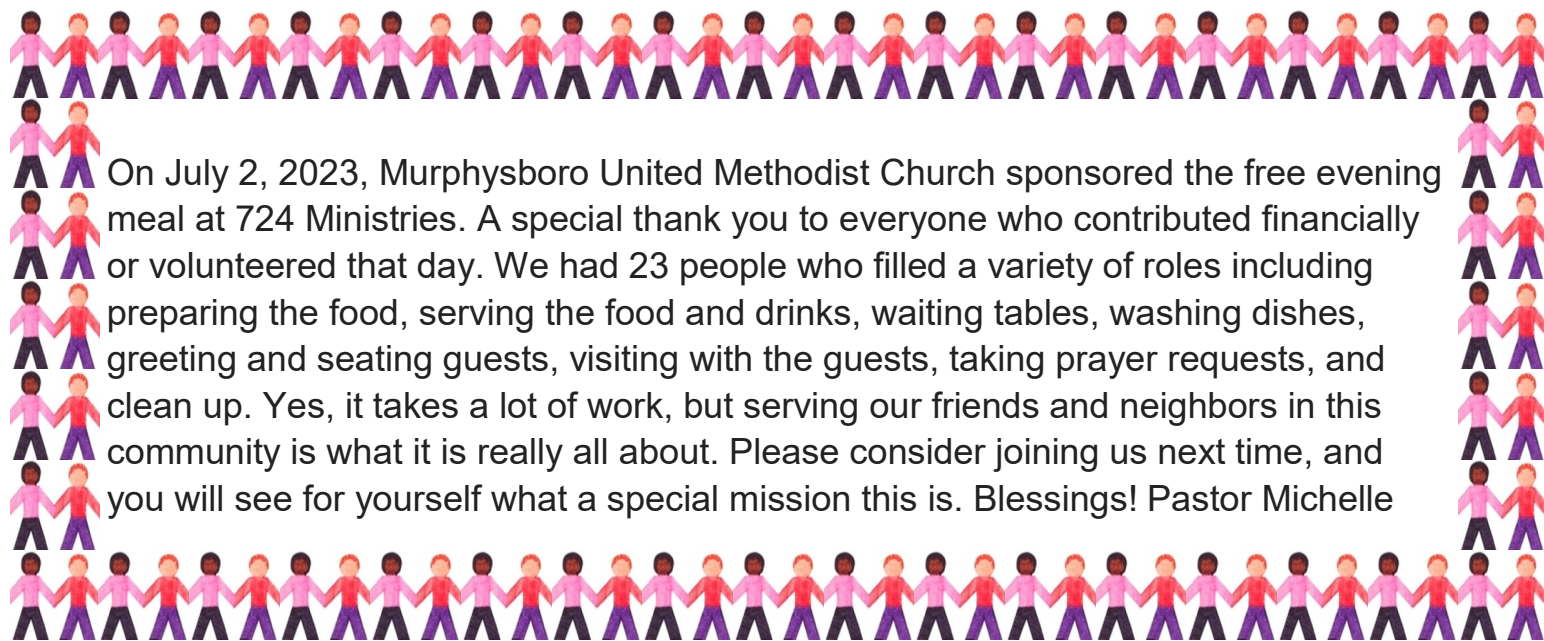 On July 2, 2023, Murphysboro United Methodist Church sponsored the free evening
meal at 724 Ministries. A special thank you to everyone who contributed financially
or volunteered that day. We had 23 people who filled a variety of roles including
preparing the food, serving the food and drinks, waiting tables, washing dishes,
greeting and seating guests, visiting with the guests, taking prayer requests, and
clean up. Yes, it takes a lot of work, but serving our friends and neighbors in this
community is what it is really all about. Please consider joining us next time, and
you will see for yourself what a special mission this is. Blessings! Pastor Michelle